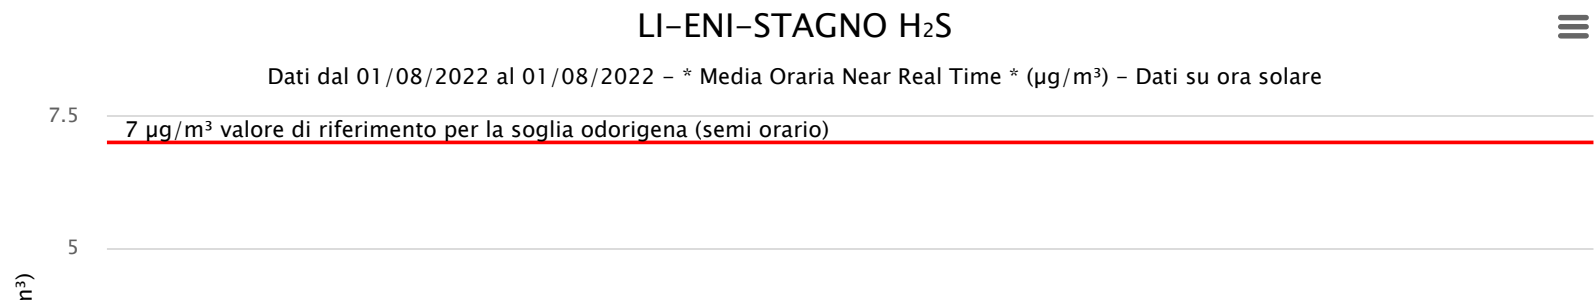 LI-ENI-STAGNO H₂S
Dati dal 01/08/2022 al 01/08/2022 - * Media Oraria Near Real Time * (µg/m³) - Dati su ora solare
7.5
7 µg/m³ valore di riferimento per la soglia odorigena (semi orario)
5
m³)